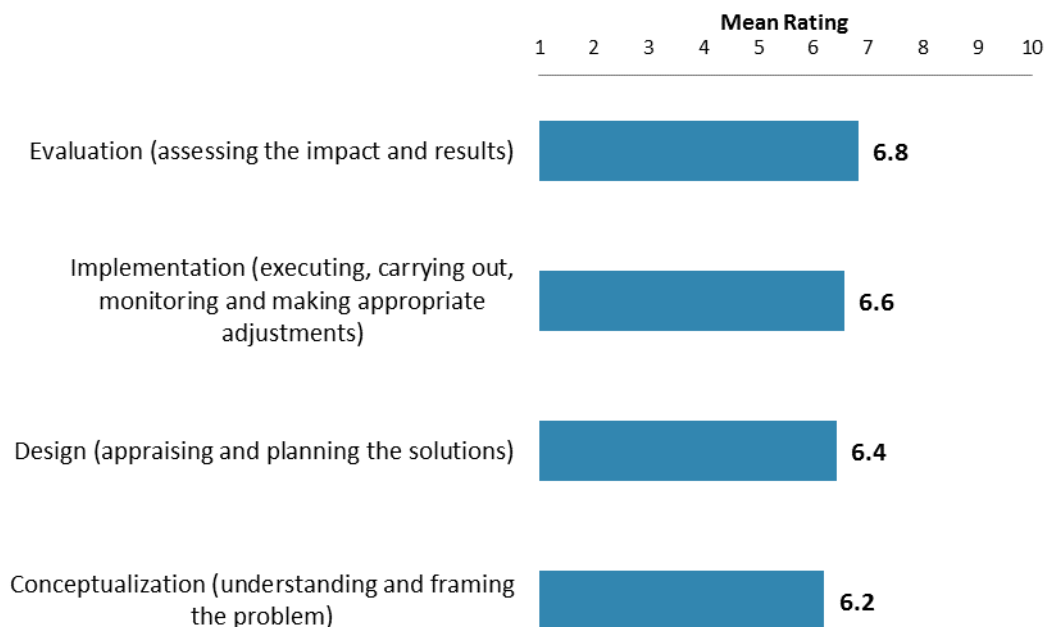 Mean Rating
1 2 3 4 5 6 7 8 9 10
Evaluation (assessing the impact and results)
6.8
Implementation (executing, carrying out,
monitoring and making appropriate
adjustments)
6.6
Design (appraising and planning the solutions)
6.4
Conceptualization (understanding and framing
the problem)
6.2